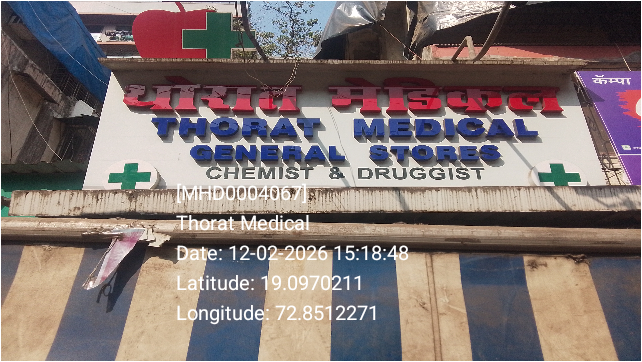 थोरात मेडिकल
THORAT MEDICAL
GENERAL STORES
CHEMIST & DRUGGIST
कॅम्पा
[MHD0004067]
Thorat Medical
Date: 12-02-2026 15:18:48
Latitude: 19.0970211
Longitude: 72.8512271